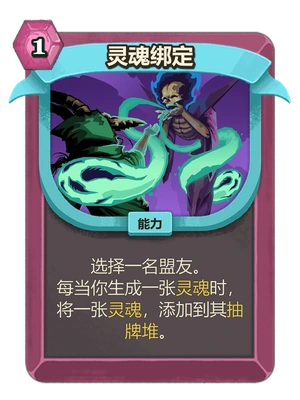 1
灵魂绑定
能力
选择一名盟友。
每当你生成一张灵魂时，
将一张灵魂，添加到其抽
牌堆。